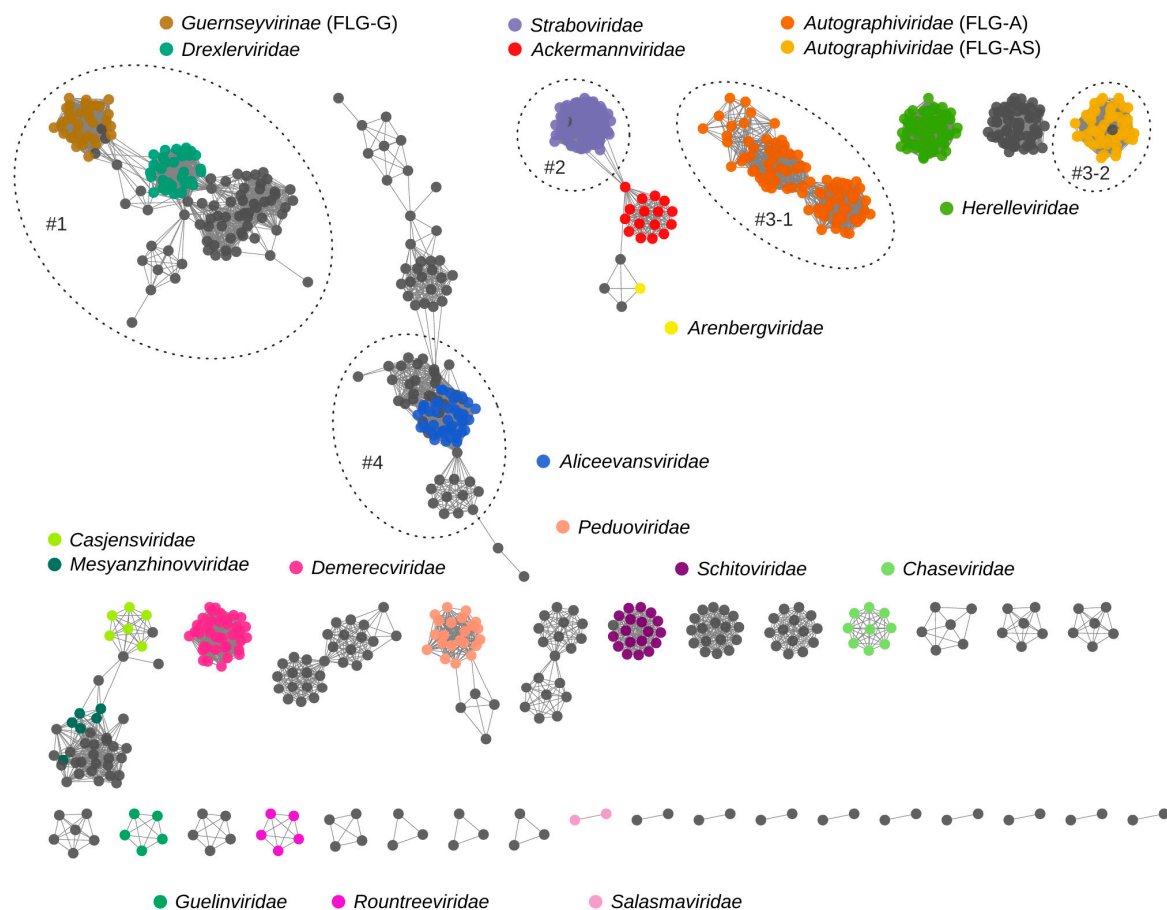 Guernseyvirinae (FLG-G)
Drexlerviridae
Straboviridae
Ackermannviridae
Autographiviridae (FLG-A)
Autographiviridae (FLG-AS)
#1
#2
#3-1
#3-2
Herelleviridae
Arenbergviridae
#4
Aliceevansviridae
Peduoviridae
Casjensviridae
Mesyanzhinovviridae
Demerecviridae
Schitoviridae
Chaseviridae
Guelinviridae
Rountreeviridae
Salasmaviridae